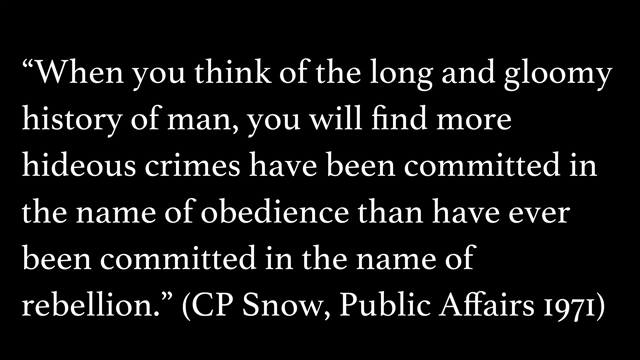 “When you think of the long and gloomy
history of man, you will find more
hideous crimes have been committed in
the name of obedience than have ever
been committed in the name of
rebellion.” (CP Snow, Public Affairs 1971)